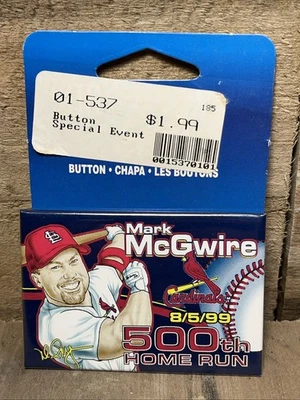 01-537
185
Button
$1.99
Special Event
0015370101
BUTTON • CHAPA • LES BOUTONS
Mark
McGwire
Cardinals
8/5/99
500th
HOME RUN